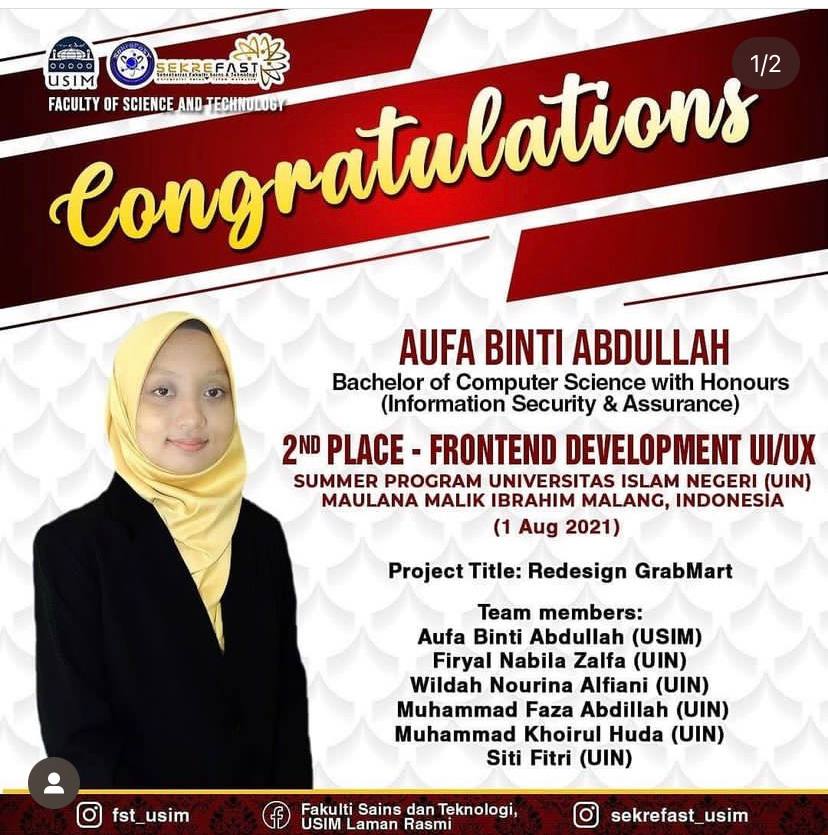 1/2
USIM
SEKREFAST
FACULTY OF SCIENCE AND TECHNOLOGY
Congratulations
AUFA BINTI ABDULLAH
Bachelor of Computer Science with Honours
(Information Security & Assurance)
2ND PLACE - FRONTEND DEVELOPMENT UI/UX
SUMMER PROGRAM UNIVERSITAS ISLAM NEGERI (UIN)
MAULANA MALIK IBRAHIM MALANG, INDONESIA
(1 Aug 2021)
Project Title: Redesign GrabMart
Team members:
Aufa Binti Abdullah (USIM)
Firyal Nabila Zalfa (UIN)
Wildah Nourina Alfiani (UIN)
Muhammad Faza Abdillah (UIN)
Muhammad Khoirul Huda (UIN)
Siti Fitri (UIN)
fst_usim
Fakulti Sains dan Teknologi,
USIM Laman Rasmi
sekrefast_usim